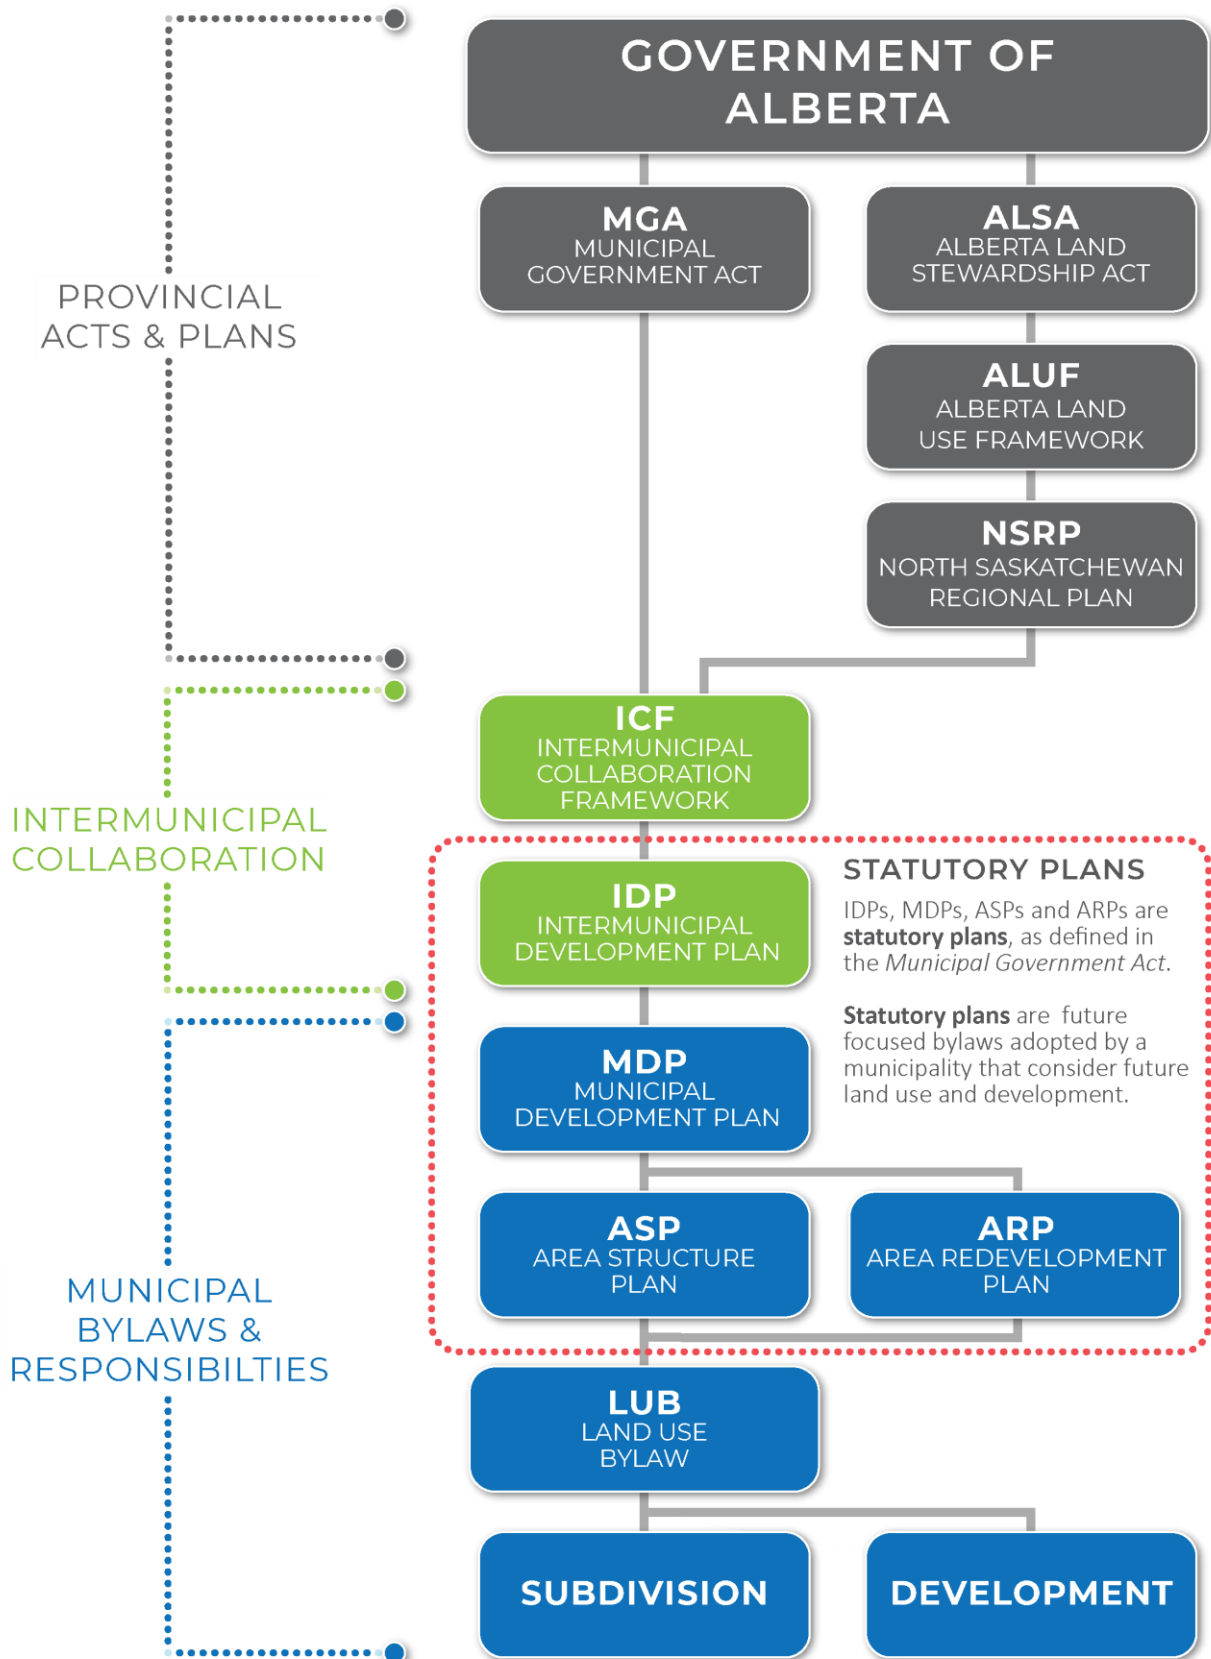 GOVERNMENT OF
ALBERTA
MGA
MUNICIPAL
GOVERNMENT ACT
ALSA
ALBERTA LAND
STEWARDSHIP ACT
PROVINCIAL
ACTS & PLANS
ALUF
ALBERTA LAND
USE FRAMEWORK
NSRP
NORTH SASKATCHEWAN
REGIONAL PLAN
ICF
INTERMUNICIPAL
COLLABORATION
FRAMEWORK
INTERMUNICIPAL
COLLABORATION
IDP
INTERMUNICIPAL
DEVELOPMENT PLAN
STATUTORY PLANS
IDPs, MDPs, ASPs and ARPs are
statutory plans, as defined in
the Municipal Government Act.
Statutory plans are future
focused bylaws adopted by a
municipality that consider future
land use and development.
MDP
MUNICIPAL
DEVELOPMENT PLAN
ASP
AREA STRUCTURE
PLAN
ARP
AREA REDEVELOPMENT
PLAN
MUNICIPAL
BYLAWS &
RESPONSIBILTIES
LUB
LAND USE
BYLAW
SUBDIVISION
DEVELOPMENT